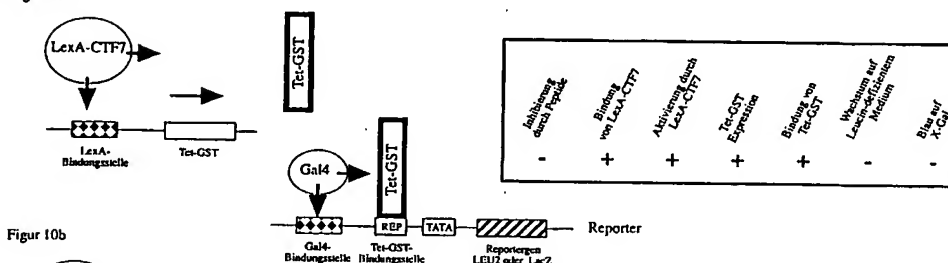 LexA-CTF7
Tet-GST
LexA-
Bindungsstelle
Tet-GST
Gal4
Tet-GST
REP
TATA
Reporter
Gal4-
Bindungsstelle
Tet-GST-
Bindungsstelle
Reportergen
LEU2 oder LacZ
Inhibierung
durch Peptide
Bindung
von LexA-CTF7
Aktivierung durch
LexA-CTF7
Tet-GST
Expression
Bindung von
Tet-GST
Wachstum auf
Leucin-defizientem
Medium
Blau auf
X-Gal
- + + + + - -
Figur 10b